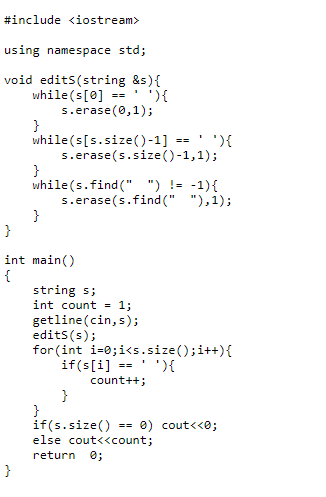 #include <iostream>

using namespace std;

void editS(string &s){
    while(s[0] == ' '){
        s.erase(0,1);
    }
    while(s[s.size()-1] == ' '){
        s.erase(s.size()-1,1);
    }
    while(s.find("  ") != -1){
        s.erase(s.find("  "),1);
    }
}

int main()
{
    string s;
    int count = 1;
    getline(cin,s);
    editS(s);
    for(int i=0;i<s.size();i++){
        if(s[i] == ' '){
            count++;
        }
    }
    if(s.size() == 0) cout<<0;
    else cout<<count;
    return  0;
}